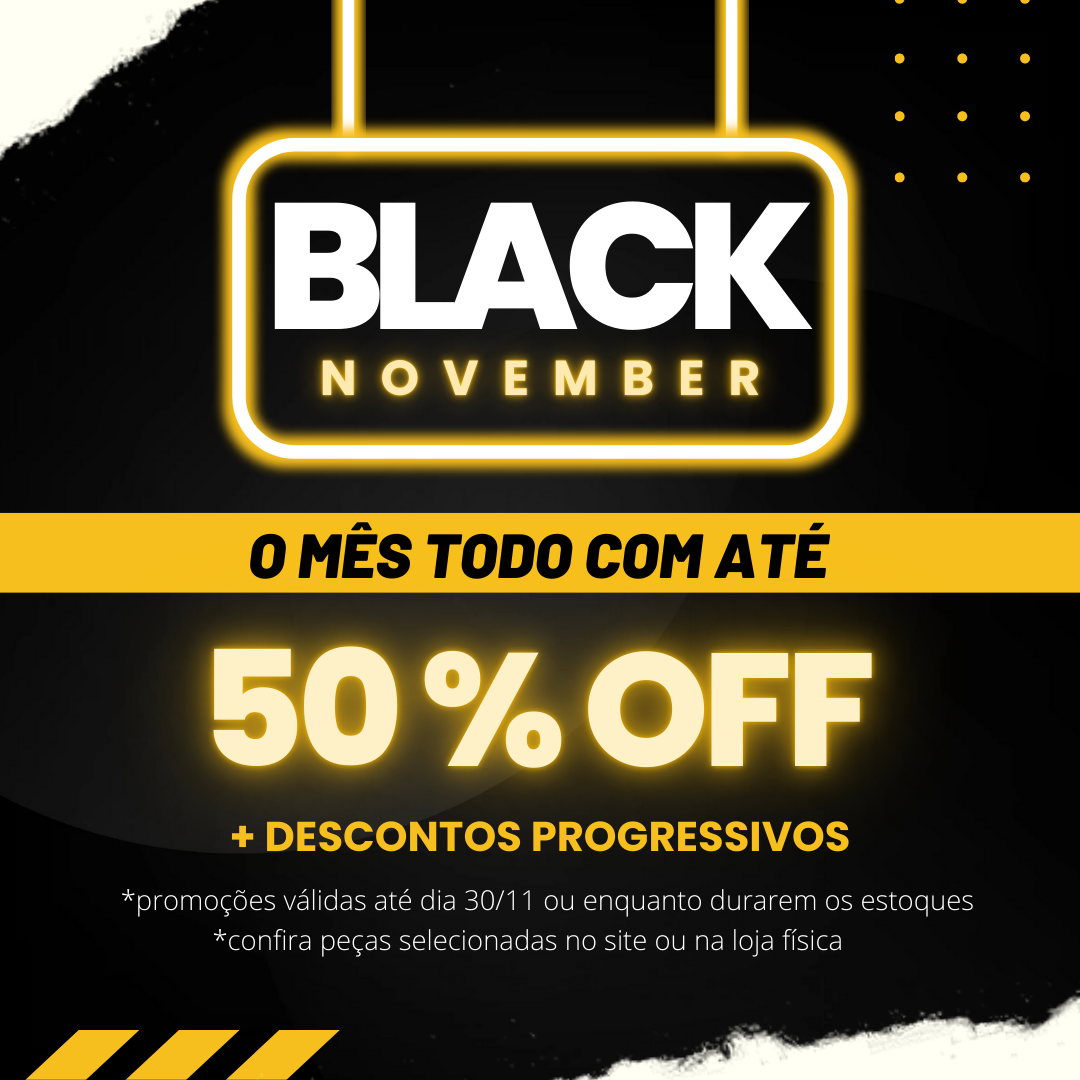 BLACK
NOVEMBER
O MÊS TODO COM ATÉ
50 % OFF
+ DESCONTOS PROGRESSIVOS
*promoções válidas até dia 30/11 ou enquanto durarem os estoques
*confira peças selecionadas no site ou na loja física